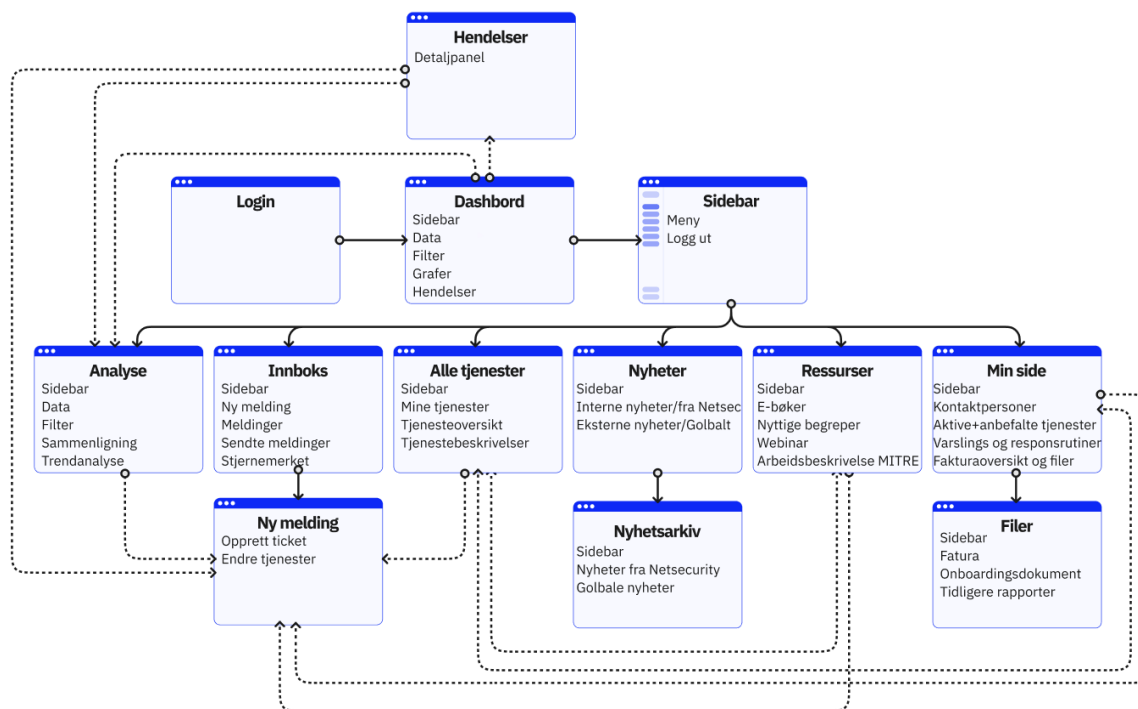 Hendelser
Detaljpanel
Login
Dashbord
Sidebar
Data
Filter
Grafer
Hendelser
Sidebar
Meny
Logg ut
Analyse
Sidebar
Data
Filter
Sammenligning
Trendanalyse
Innboks
Sidebar
Ny melding
Meldinger
Sendte meldinger
Stjernemerket
Alle tjenester
Sidebar
Mine tjenester
Tjenesteoversikt
Tjenestebeskrivelser
Nyheter
Sidebar
Interne nyheter/fra Netsec
Eksterne nyheter/Golbalt
Ressurser
Sidebar
E-bøker
Nyttige begreper
Webinar
Arbeidsbeskrivelse MITRE
Min side
Sidebar
Kontaktpersoner
Aktive+anbefalte tjenester
Varslings og responsrutiner
Fakturaoversikt og filer
Ny melding
Opprett ticket
Endre tjenester
Nyhetsarkiv
Sidebar
Nyheter fra Netsecurity
Golbale nyheter
Filer
Sidebar
Fatura
Onboardingsdokument
Tidligere rapporter